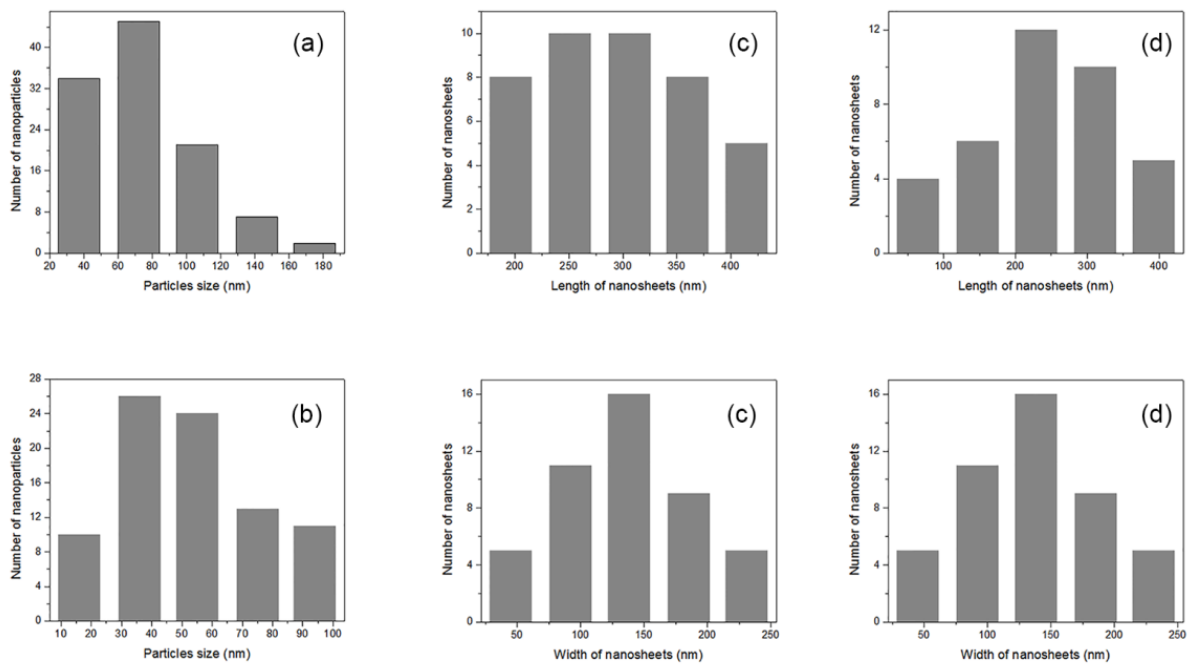 (a)
Number of nanoparticles
40
32
24
16
8
0
20 40 60 80 100 120 140 160 180
Particles size (nm)
(c)
Number of nanosheets
10
8
6
4
2
0
200 250 300 350 400
Length of nanosheets (nm)
(d)
Number of nanosheets
12
8
4
0
100 200 300 400
Length of nanosheets (nm)
(b)
Number of nanoparticles
28
24
20
16
12
8
4
0
10 20 30 40 50 60 70 80 90 100
Particles size (nm)
(c)
Number of nanosheets
16
12
8
4
0
50 100 150 200 250
Width of nanosheets (nm)
(d)
Number of nanosheets
16
12
8
4
0
50 100 150 200 250
Width of nanosheets (nm)